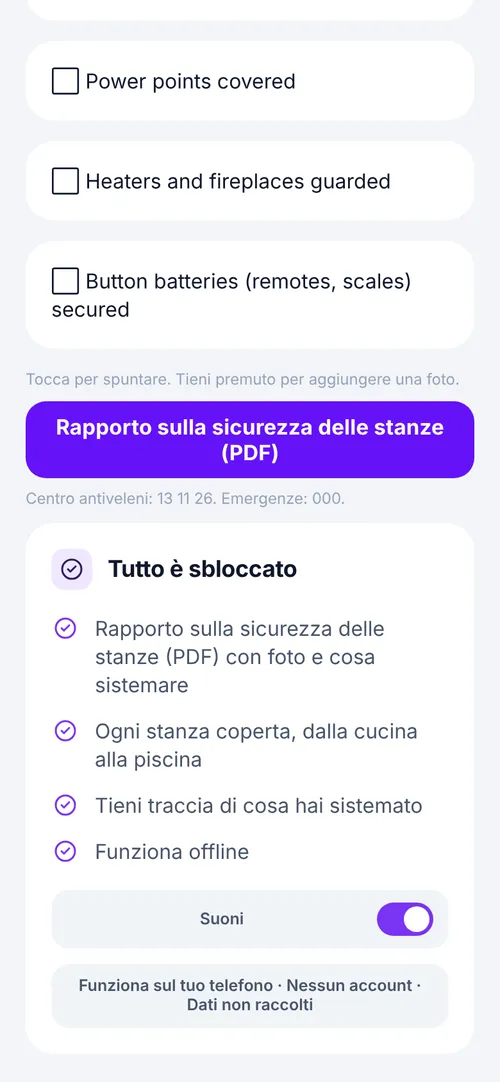 Power points covered
Heaters and fireplaces guarded
Button batteries (remotes, scales)
secured
Tocca per spuntare. Tieni premuto per aggiungere una foto.
Rapporto sulla sicurezza delle stanze
(PDF)
Centro antiveleni: 13 11 26. Emergenze: 000.
Tutto è sbloccato
Rapporto sulla sicurezza delle
stanze (PDF) con foto e cosa
sistemare
Ogni stanza coperta, dalla cucina
alla piscina
Tieni traccia di cosa hai sistemato
Funziona offline
Suoni
Funziona sul tuo telefono · Nessun account ·
Dati non raccolti